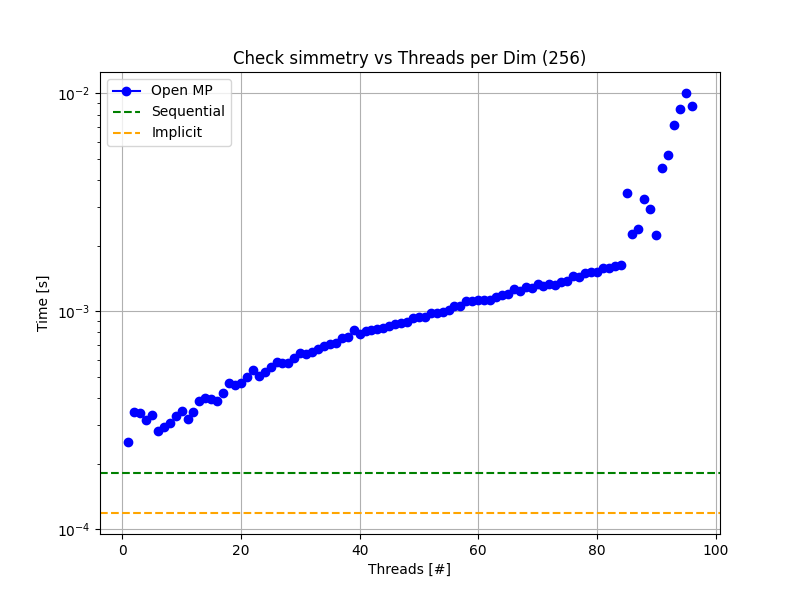 Check simmetry vs Threads per Dim (256)
Open MP
Sequential
Implicit
10⁻²
10⁻³
10⁻⁴
Time [s]
0 20 40 60 80 100
Threads [#]